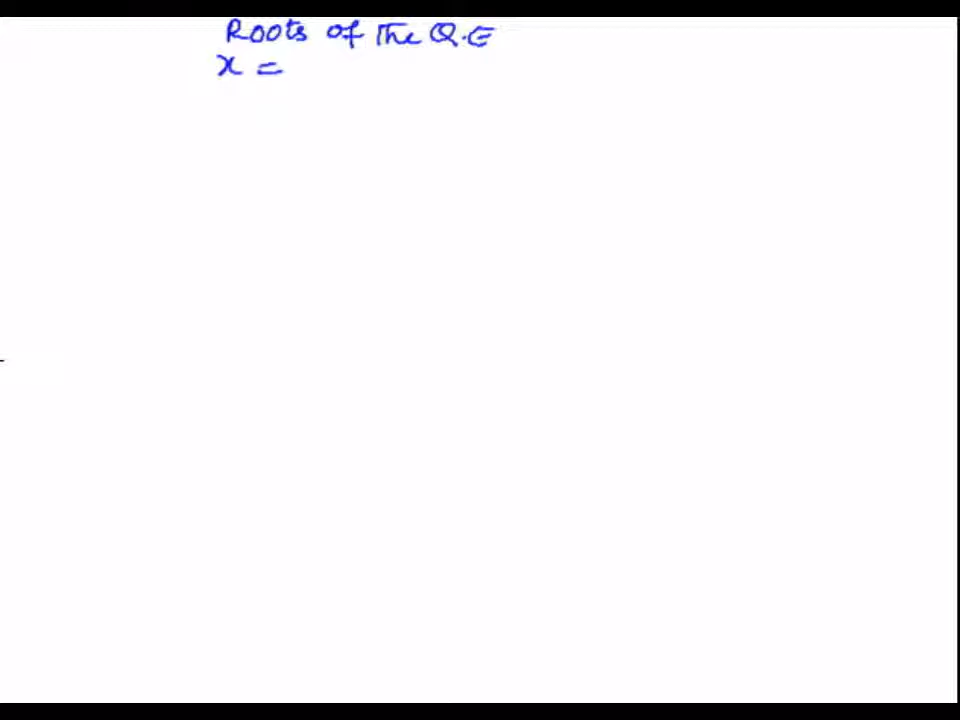 Roots of The Q.E
x =